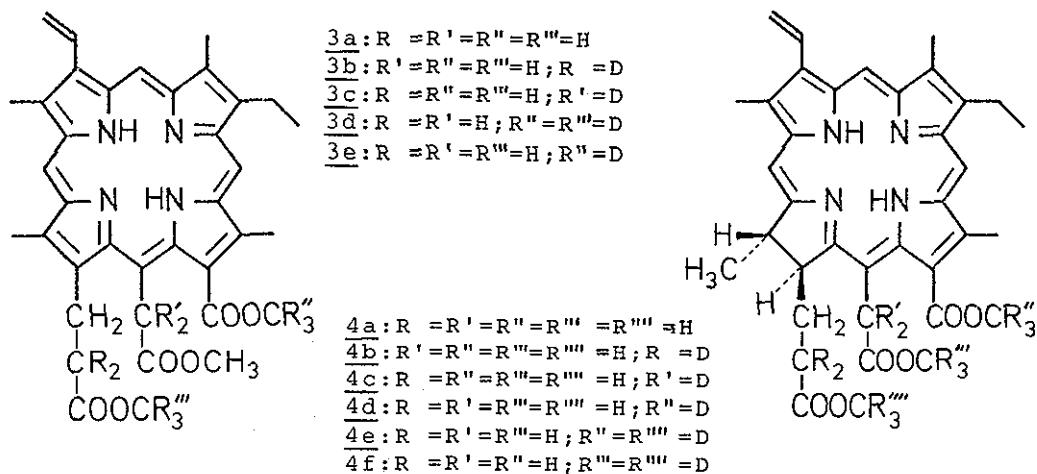 3a: R =R'=R"=R'''=H
3b: R'=R"=R'''=H; R =D
3c: R =R"=R'''=H; R'=D
3d: R =R'=H; R"=R'''=D
3e: R =R'=R'''=H; R"=D
NH N
N HN
CH₂ CR'₂ COOCR"₃
CR₂ COOCH₃
COOCR'''₃
4a: R =R'=R"=R''' =R''''=H
4b: R'=R"=R'''=R'''' =H; R =D
4c: R =R"=R'''=R'''' =H; R'=D
4d: R =R'=R'''=R'''' =H; R"=D
4e: R =R'=R'''=H; R"=R'''' =D
4f: R =R'=R"=H; R'''=R'''' =D
NH N
N HN
H
H₃C
H
CH₂ CR'₂ COOCR"₃
CR₂ COOCR'''₃
COOCR''''₃